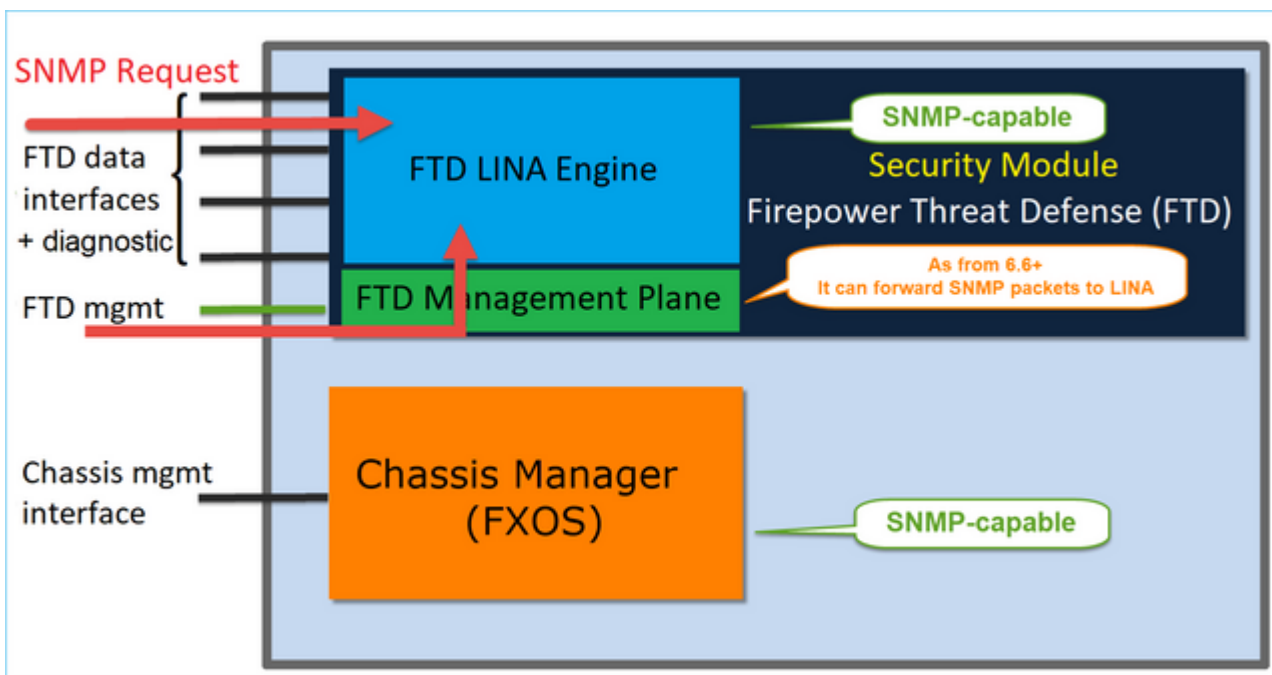 SNMP Request
FTD data
interfaces
+ diagnostic
FTD mgmt
Chassis mgmt
interface
FTD LINA Engine
FTD Management Plane
SNMP-capable
Security Module
Firepower Threat Defense (FTD)
As from 6.6+
It can forward SNMP packets to LINA
Chassis Manager
(FXOS)
SNMP-capable